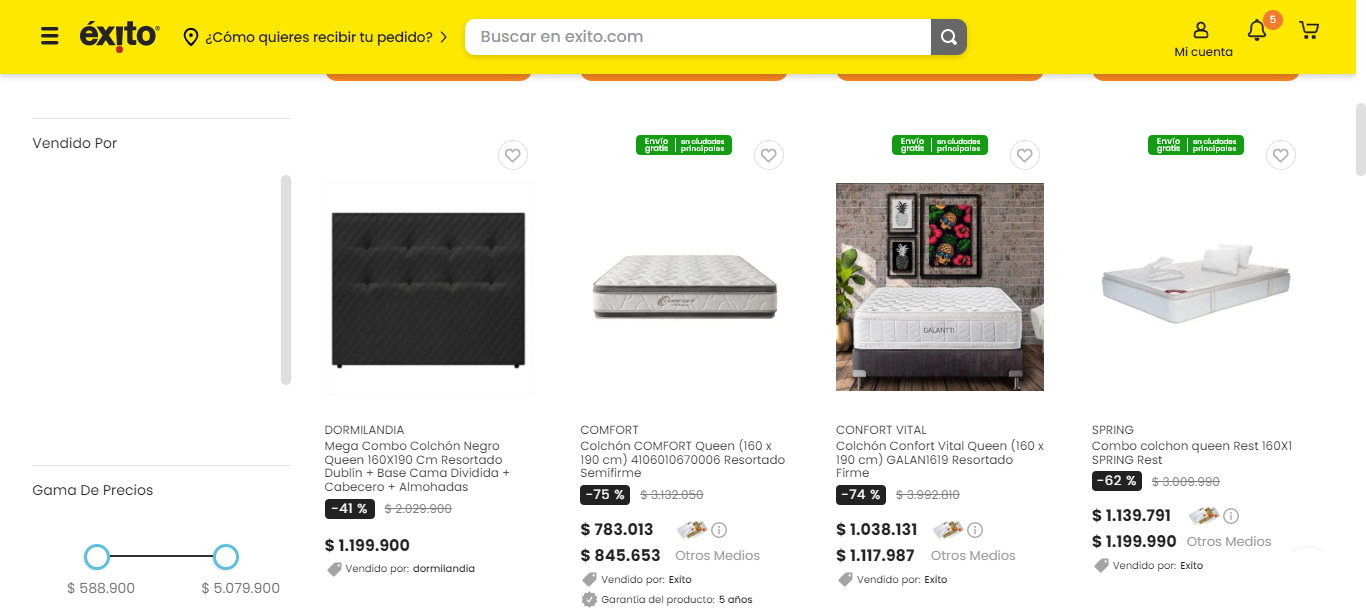 éxito
¿Cómo quieres recibir tu pedido?
Buscar en exito.com
Mi cuenta
5
Vendido Por
Gama De Precios
$ 588.900
$ 5.079.900
DORMILANDIA
Mega Combo Colchón Negro
Queen 160X190 Cm Resortado
Dublín + Base Cama Dividida +
Cabecero + Almohadas
-41 % $ 2.029.900
$ 1.199.900
Vendido por: dormilandia
Envío gratis | en ciudades principales
COMFORT
Colchón COMFORT Queen (160 x
190 cm) 4106010670006 Resortado
Semifirme
-75 % $ 3.132.050
$ 783.013
$ 845.653 Otros Medios
Vendido por: Exito
Garantía del producto: 5 años
Envío gratis | en ciudades principales
GALANTTI
CONFORT VITAL
Colchón Confort Vital Queen (160 x
190 cm) GALAN1619 Resortado
Firme
-74 % $ 3.992.810
$ 1.038.131
$ 1.117.987 Otros Medios
Vendido por: Exito
Envío gratis | en ciudades principales
SPRING
Combo colchon queen Rest 160X1
SPRING Rest
-62 % $ 3.009.990
$ 1.139.791
$ 1.199.990 Otros Medios
Vendido por: Exito